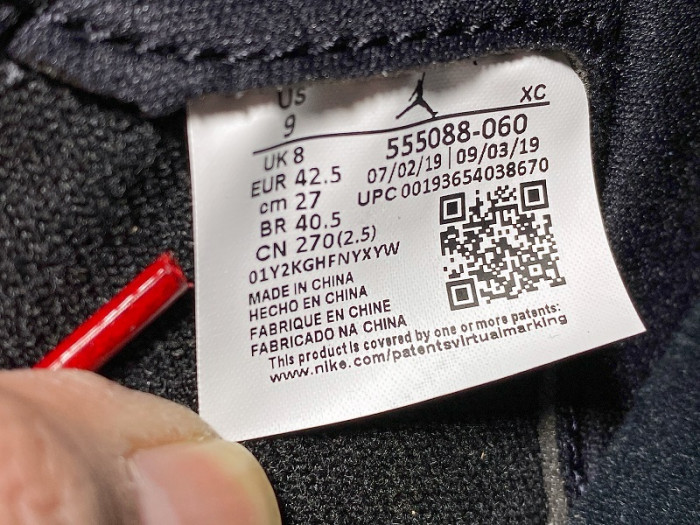 US
9
XC
UK 8
EUR 42.5
cm 27
BR 40.5
CN 270(2.5)
01Y2KGHFNYXYW
555088-060
07/02/19 | 09/03/19
UPC 00193654038670
MADE IN CHINA
HECHO EN CHINA
FABRIQUE EN CHINE
FABRICADO NA CHINA
This product is covered by one or more patents:
www.nike.com/patentsvirtualmarking